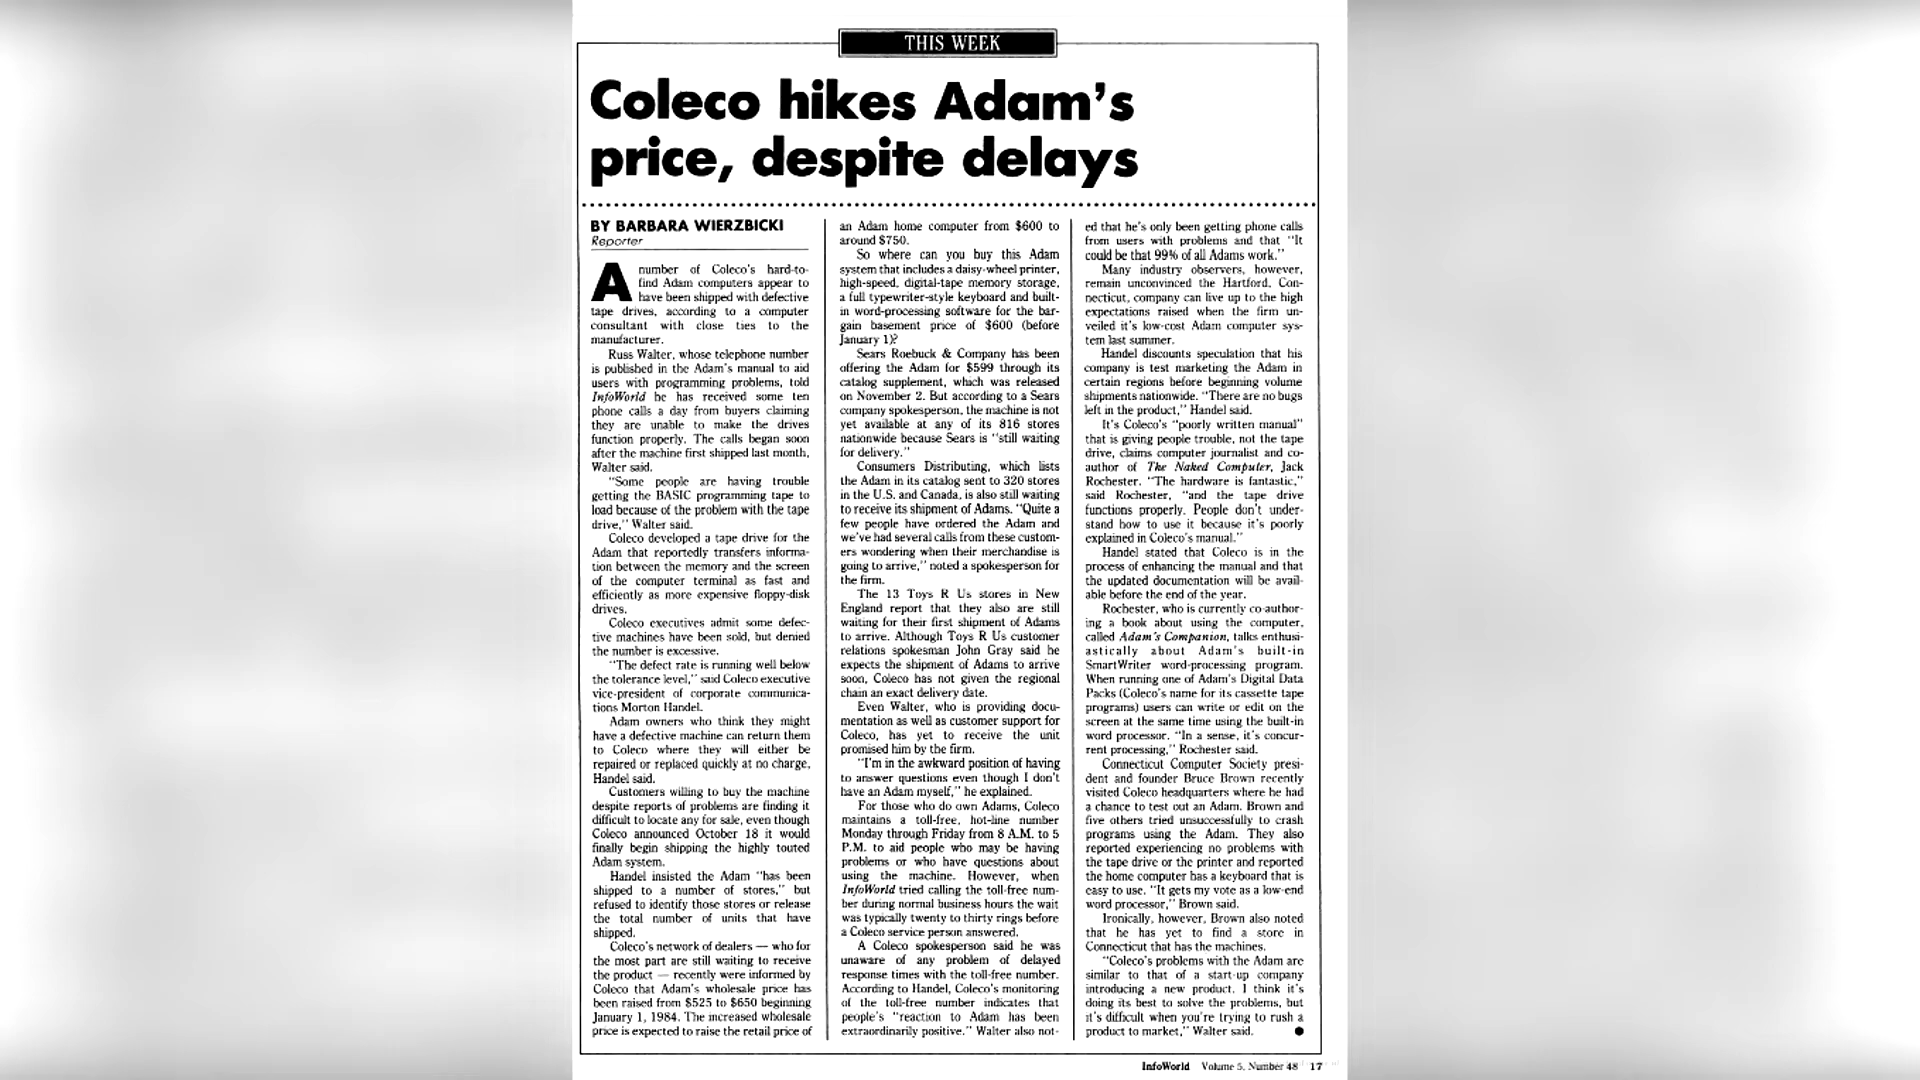 THIS WEEK
Coleco hikes Adam's
price, despite delays
BY BARBARA WIERZBICKI
Reporter
A number of Coleco's hard-to-
find Adam computers appear to
have been shipped with defective
tape drives, according to a computer
consultant with close ties to the
manufacturer.
Russ Walter, whose telephone number
is published in the Adam's manual to aid
users with programming problems, told
InfoWorld he has received some ten
phone calls a day from buyers claiming
they are unable to make the drives
function properly. The calls began soon
after the machine first shipped last month,
Walter said.
"Some people are having trouble
getting the BASIC programming tape to
load because of the problem with the tape
drive," Walter said.
Coleco developed a tape drive for the
Adam that reportedly transfers informa-
tion between the memory and the screen
of the computer terminal as fast and
efficiently as more expensive floppy-disk
drives.
Coleco executives admit some defec-
tive machines have been sold, but denied
the number is excessive.
"The defect rate is running well below
the tolerance level," said Coleco executive
vice-president of corporate communica-
tions Morton Handel.
Adam owners who think they might
have a defective machine can return them
to Coleco where they will either be
repaired or replaced quickly at no charge,
Handel said.
Customers willing to buy the machine
despite reports of problems are finding it
difficult to locate any for sale, even though
Coleco announced October 18 it would
finally begin shipping the highly touted
Adam system.
Handel insisted the Adam "has been
shipped to a number of stores," but
refused to identify those stores or release
the total number of units that have
shipped.
Coleco's network of dealers — who for
the most part are still waiting to receive
the product — recently were informed by
Coleco that Adam's wholesale price has
been raised from $525 to $650 beginning
January 1, 1984. The increased wholesale
price is expected to raise the retail price of
an Adam home computer from $600 to
around $750.
So where can you buy this Adam
system that includes a daisy-wheel printer,
high-speed, digital-tape memory storage,
a full typewriter-style keyboard and built-
in word-processing software for the bar-
gain basement price of $600 (before
January 1)?
Sears Roebuck & Company has been
offering the Adam for $599 through its
catalog supplement, which was released
on November 2. But according to a Sears
company spokesperson, the machine is not
yet available at any of its 816 stores
nationwide because Sears is "still waiting
for delivery."
Consumers Distributing, which lists
the Adam in its catalog sent to 320 stores
in the U.S. and Canada, is also still waiting
to receive its shipment of Adams. "Quite a
few people have ordered the Adam and
we've had several calls from these custom-
ers wondering when their merchandise is
going to arrive," noted a spokesperson for
the firm.
The 13 Toys R Us stores in New
England report that they also are still
waiting for their first shipment of Adams
to arrive. Although Toys R Us customer
relations spokesman John Gray said he
expects the shipment of Adams to arrive
soon, Coleco has not given the regional
chain an exact delivery date.
Even Walter, who is providing docu-
mentation as well as customer support for
Coleco, has yet to receive the unit
promised him by the firm.
"I'm in the awkward position of having
to answer questions even though I don't
have an Adam myself," he explained.
For those who do own Adams, Coleco
maintains a toll-free, hot-line number
Monday through Friday from 8 A.M. to 5
P.M. to aid people who may be having
problems or who have questions about
using the machine. However, when
InfoWorld tried calling the toll-free num-
ber during normal business hours the wait
was typically twenty to thirty rings before
a Coleco service person answered.
A Coleco spokesperson said he was
unaware of any problem of delayed
response times with the toll-free number.
According to Handel, Coleco's monitoring
of the toll-free number indicates that
people's "reaction to Adam has been
extraordinarily positive." Walter also not-
ed that he's only been getting phone calls
from users with problems and that "It
could be that 99% of all Adams work."
Many industry observers, however,
remain unconvinced the Hartford, Con-
necticut, company can live up to the high
expectations raised when the firm un-
veiled it's low-cost Adam computer sys-
tem last summer.
Handel discounts speculation that his
company is test marketing the Adam in
certain regions before beginning volume
shipments nationwide. "There are no bugs
left in the product," Handel said.
It's Coleco's "poorly written manual"
that is giving people trouble, not the tape
drive, claims computer journalist and co-
author of The Naked Computer, Jack
Rochester. "The hardware is fantastic,"
said Rochester, "and the tape drive
functions properly. People don't under-
stand how to use it because it's poorly
explained in Coleco's manual."
Handel stated that Coleco is in the
process of enhancing the manual and that
the updated documentation will be avail-
able before the end of the year.
Rochester, who is currently co-author-
ing a book about using the computer,
called Adam's Companion, talks enthusi-
astically about Adam's built-in
SmartWriter word-processing program.
When running one of Adam's Digital Data
Packs (Coleco's name for its cassette tape
programs) users can write or edit on the
screen at the same time using the built-in
word processor. "In a sense, it's concur-
rent processing," Rochester said.
Connecticut Computer Society presi-
dent and founder Bruce Brown recently
visited Coleco headquarters where he had
a chance to test out an Adam. Brown and
five others tried unsuccessfully to crash
programs using the Adam. They also
reported experiencing no problems with
the tape drive or the printer and reported
the home computer has a keyboard that is
easy to use. "It gets my vote as a low-end
word processor," Brown said.
Ironically, however, Brown also noted
that he has yet to find a store in
Connecticut that has the machines.
"Coleco's problems with the Adam are
similar to that of a start-up company
introducing a new product. I think it's
doing its best to solve the problems, but
it's difficult when you're trying to rush a
product to market," Walter said.
InfoWorld Volume 5, Number 48 17